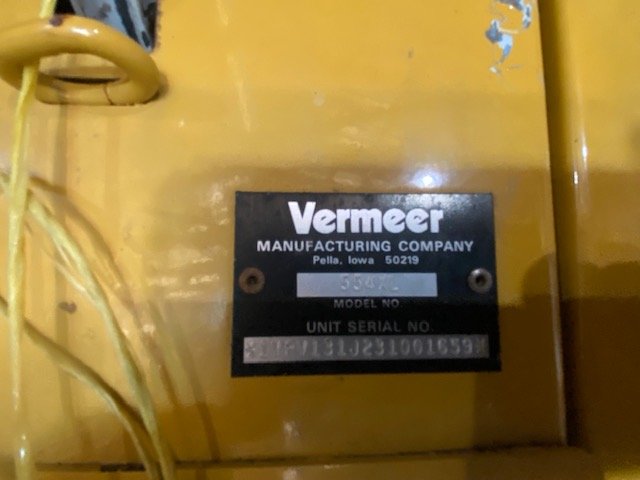 Vermeer
MANUFACTURING COMPANY
Pella, Iowa 50219
554XL
MODEL NO.
UNIT SERIAL NO.